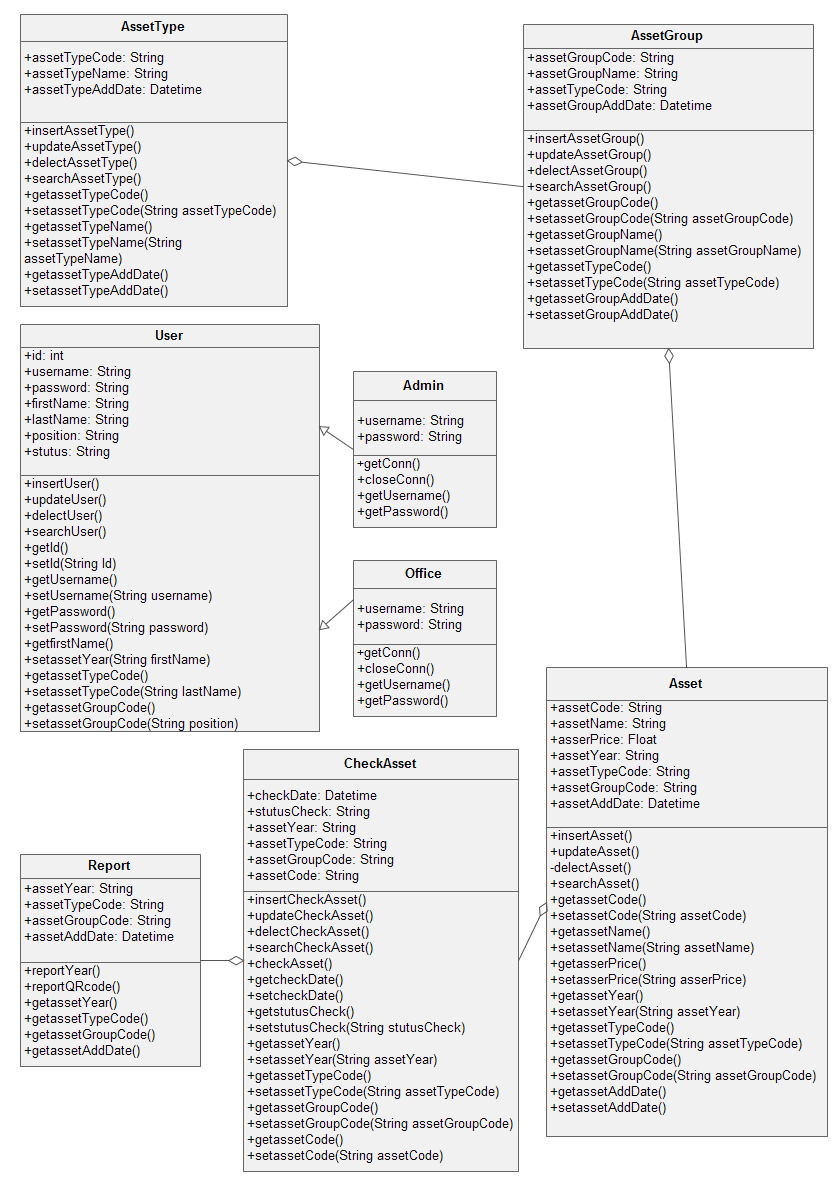 AssetType
+assetTypeCode: String
+assetTypeName: String
+assetTypeAddDate: Datetime
+insertAssetType()
+updateAssetType()
+delectAssetType()
+searchAssetType()
+getassetTypeCode()
+setassetTypeCode(String assetTypeCode)
+getassetTypeName()
+setassetTypeName(String
assetTypeName)
+getassetTypeAddDate()
+setassetTypeAddDate()
AssetGroup
+assetGroupCode: String
+assetGroupName: String
+assetTypeCode: String
+assetGroupAddDate: Datetime
+insertAssetGroup()
+updateAssetGroup()
+delectAssetGroup()
+searchAssetGroup()
+getassetGroupCode()
+setassetGroupCode(String assetGroupCode)
+getassetGroupName()
+setassetGroupName(String assetGroupName)
+getassetTypeCode()
+setassetTypeCode(String assetTypeCode)
+getassetGroupAddDate()
+setassetGroupAddDate()
User
+id: int
+username: String
+password: String
+firstName: String
+lastName: String
+position: String
+stutus: String
+insertUser()
+updateUser()
+delectUser()
+searchUser()
+getId()
+setId(String Id)
+getUsername()
+setUsername(String username)
+getPassword()
+setPassword(String password)
+getfirstName()
+setassetYear(String firstName)
+getassetTypeCode()
+setassetTypeCode(String lastName)
+getassetGroupCode()
+setassetGroupCode(String position)
Admin
+username: String
+password: String
+getConn()
+closeConn()
+getUsername()
+getPassword()
Office
+username: String
+password: String
+getConn()
+closeConn()
+getUsername()
+getPassword()
Asset
+assetCode: String
+assetName: String
+asserPrice: Float
+assetYear: String
+assetTypeCode: String
+assetGroupCode: String
+assetAddDate: Datetime
+insertAsset()
+updateAsset()
-delectAsset()
+searchAsset()
+getassetCode()
+setassetCode(String assetCode)
+getassetName()
+setassetName(String assetName)
+getasserPrice()
+setasserPrice(String asserPrice)
+getassetYear()
+setassetYear(String assetYear)
+getassetTypeCode()
+setassetTypeCode(String assetTypeCode)
+getassetGroupCode()
+setassetGroupCode(String assetGroupCode)
+getassetAddDate()
+setassetAddDate()
CheckAsset
+checkDate: Datetime
+stutusCheck: String
+assetYear: String
+assetTypeCode: String
+assetGroupCode: String
+assetCode: String
+insertCheckAsset()
+updateCheckAsset()
+delectCheckAsset()
+searchCheckAsset()
+checkAsset()
+getcheckDate()
+setcheckDate()
+getstutusCheck()
+setstutusCheck(String stutusCheck)
+getassetYear()
+setassetYear(String assetYear)
+getassetTypeCode()
+setassetTypeCode(String assetTypeCode)
+getassetGroupCode()
+setassetGroupCode(String assetGroupCode)
+getassetCode()
+setassetCode(String assetCode)
Report
+assetYear: String
+assetTypeCode: String
+assetGroupCode: String
+assetAddDate: Datetime
+reportYear()
+reportQRcode()
+getassetYear()
+getassetTypeCode()
+getassetGroupCode()
+getassetAddDate()